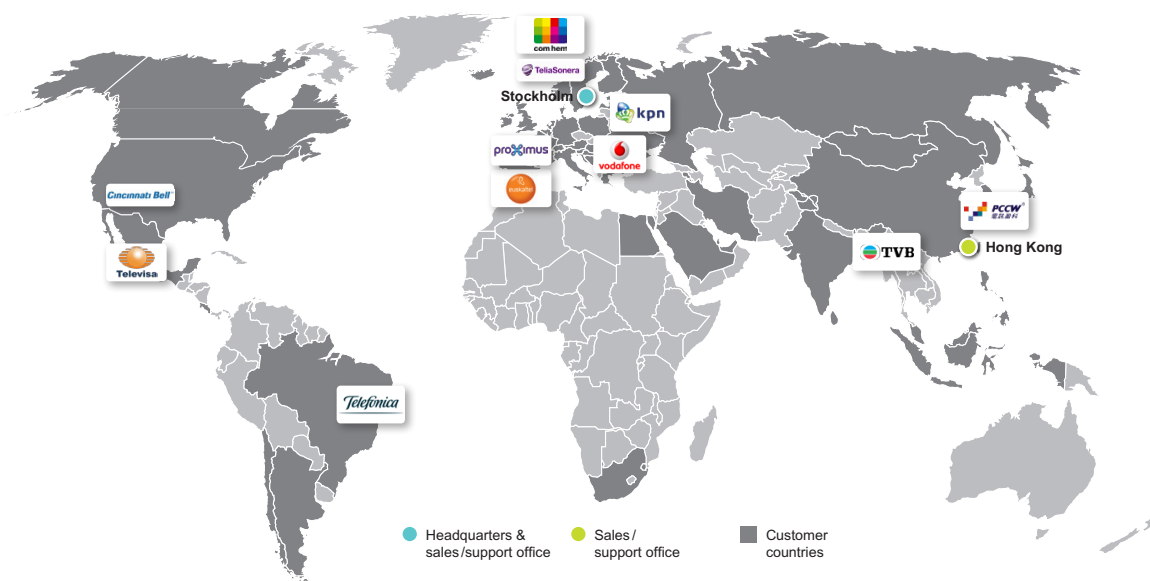 com hem
TeliaSonera
Stockholm
kpn
proximus
vodafone
euskaltel
Cincinnati Bell
Televisa
PCCW
電訊盈科
TVB
Hong Kong
Telefónica
Headquarters &
sales/support office
Sales/
support office
Customer
countries